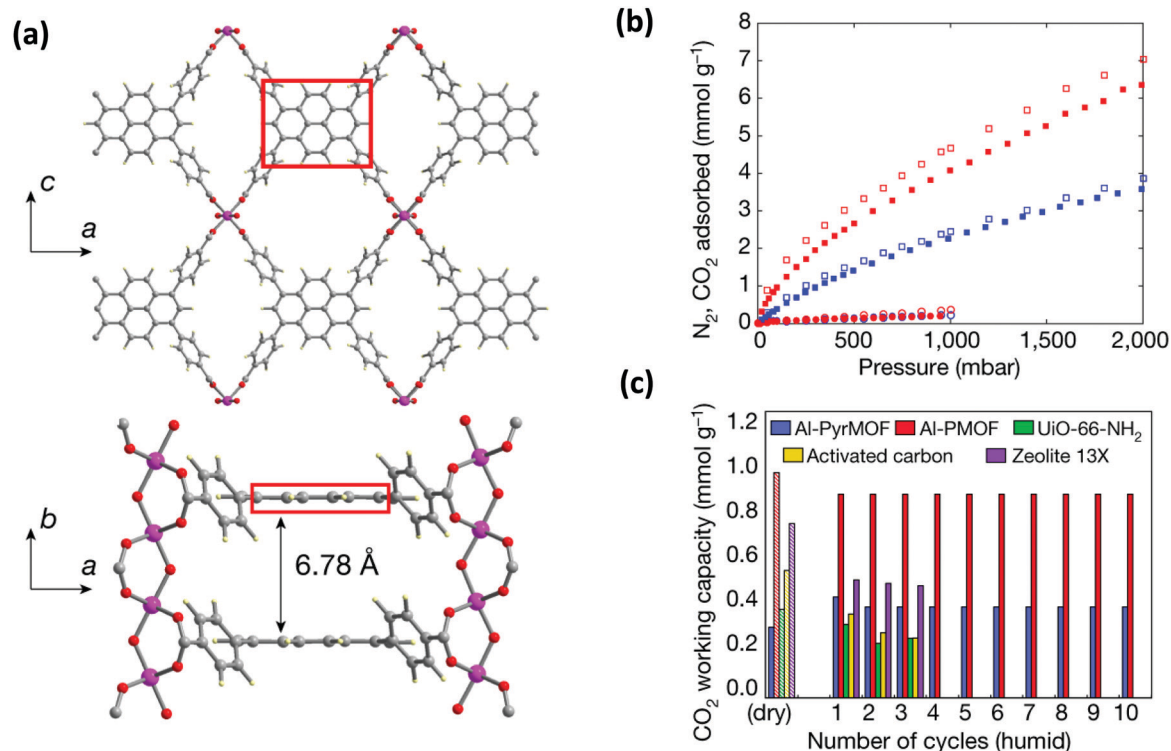 (a)
c
a
b
a
6.78 Å
(b)
N₂, CO₂ adsorbed (mmol g⁻¹)
8
7
6
5
4
3
2
1
0
0 500 1,000 1,500 2,000
Pressure (mbar)
(c)
CO₂ working capacity (mmol g⁻¹)
1.2
1.0
0.8
0.6
0.4
0.2
0.0
Al-PyrMOF Al-PMOF UiO-66-NH₂
Activated carbon Zeolite 13X
(dry) 1 2 3 4 5 6 7 8 9 10
Number of cycles (humid)